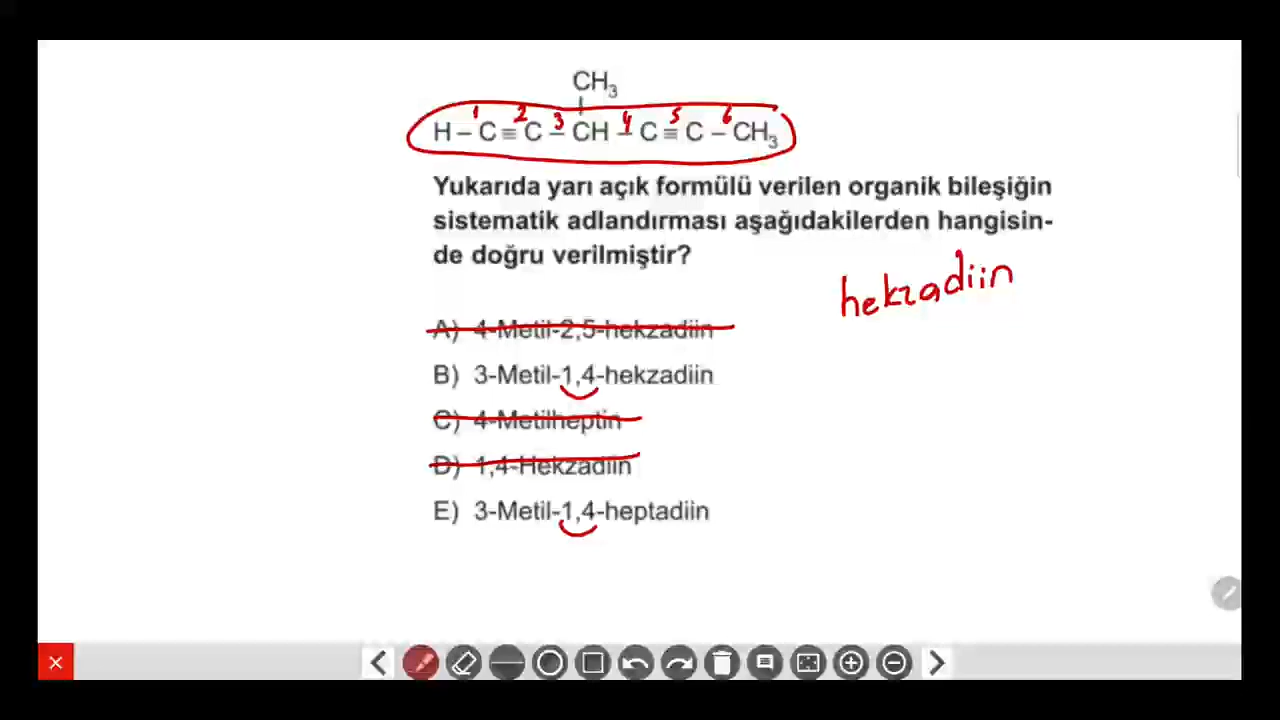 CH3
1 2 3 4 5 6
H – C ≡ C – CH – C ≡ C – CH3
Yukarıda yarı açık formülü verilen organik bileşiğin
sistematik adlandırması aşağıdakilerden hangisin-
de doğru verilmiştir?
hekzadiin
A) 4-Metil-2,5-hekzadiin
B) 3-Metil-1,4-hekzadiin
C) 4-Metilheptin
D) 1,4-Hekzadiin
E) 3-Metil-1,4-heptadiin